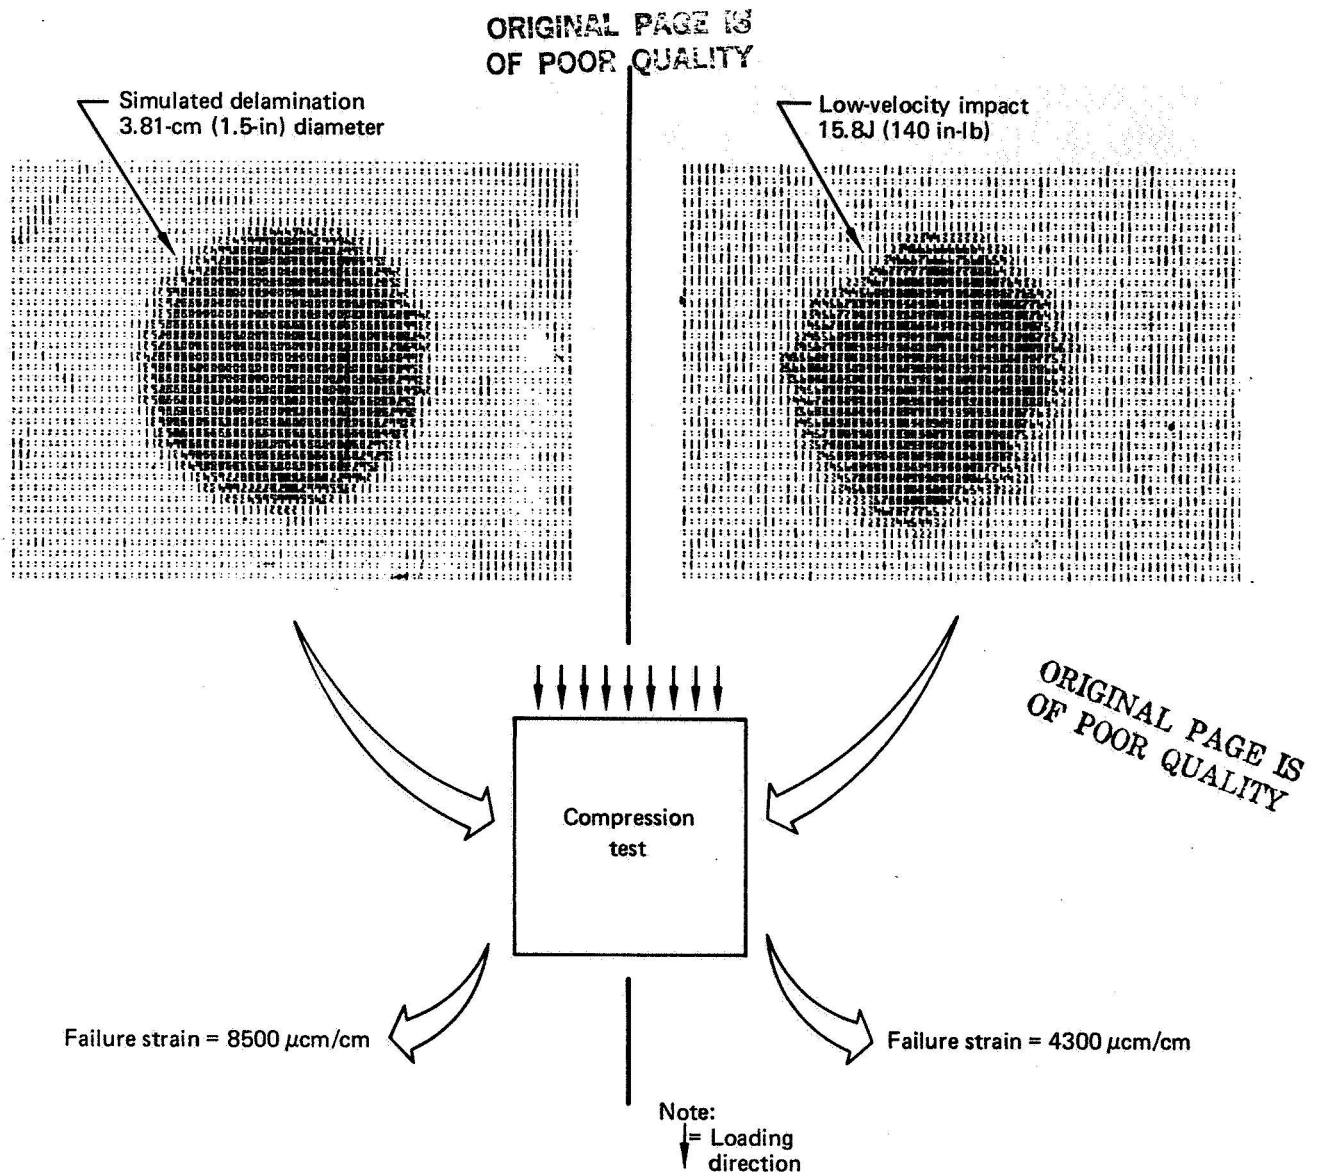 ORIGINAL PAGE IS
OF POOR QUALITY
Simulated delamination
3.81-cm (1.5-in) diameter
Low-velocity impact
15.8J (140 in-lb)
ORIGINAL PAGE IS
OF POOR QUALITY
Compression
test
Failure strain = 8500 μcm/cm
Failure strain = 4300 μcm/cm
Note:
↓= Loading
direction